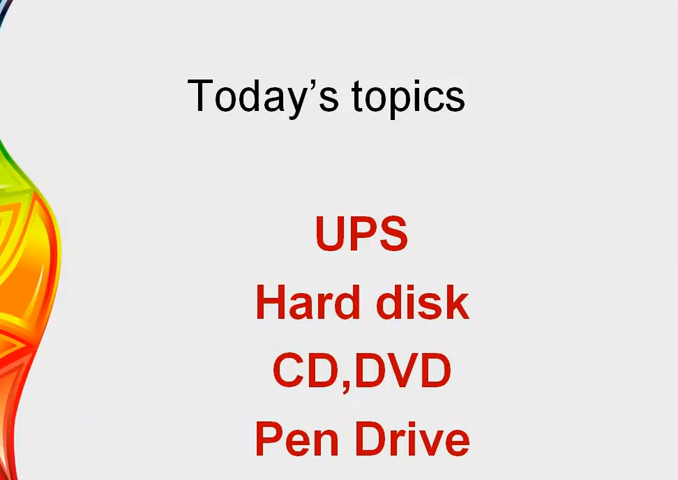 Today’s topics
UPS
Hard disk
CD,DVD
Pen Drive